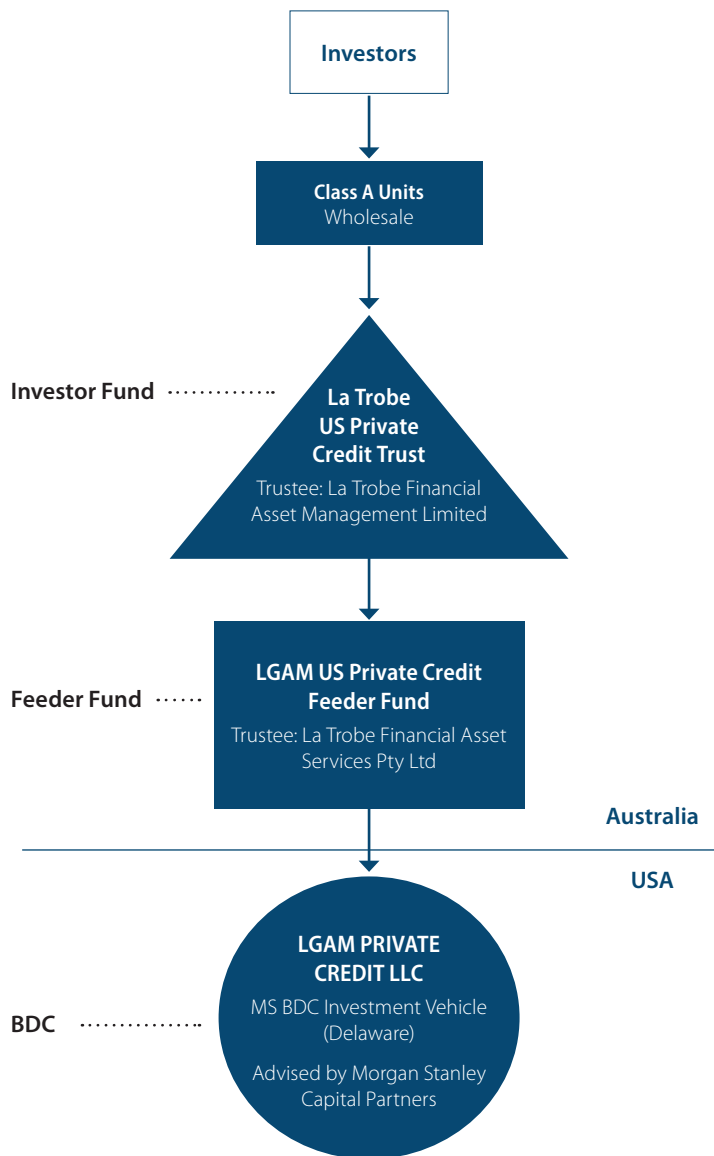 Investors
Class A Units
Wholesale
Investor Fund
La Trobe
US Private
Credit Trust
Trustee: La Trobe Financial
Asset Management Limited
Feeder Fund
LGAM US Private Credit
Feeder Fund
Trustee: La Trobe Financial Asset
Services Pty Ltd
Australia
USA
LGAM PRIVATE
CREDIT LLC
MS BDC Investment Vehicle
(Delaware)
BDC
Advised by Morgan Stanley
Capital Partners